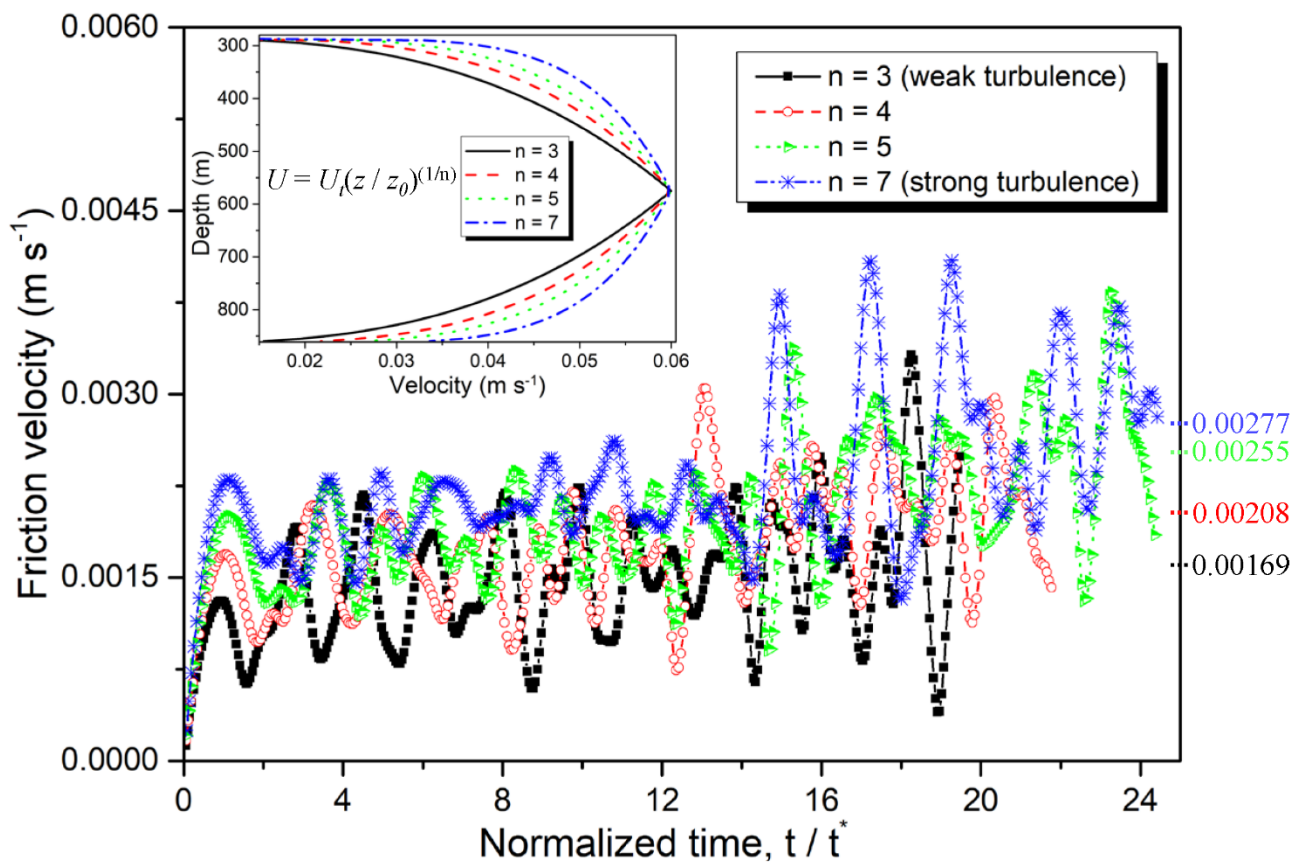 0.0060
0.0045
0.0030
0.0015
0.0000
Friction velocity (m s-1)
0
4
8
12
16
20
24
Normalized time, t / t*
300
400
500
600
700
800
Depth (m)
0.02
0.03
0.04
0.05
0.06
Velocity (m s-1)
U = Ut(z / z0)(1/n)
n = 3
n = 4
n = 5
n = 7
n = 3 (weak turbulence)
n = 4
n = 5
n = 7 (strong turbulence)
0.00277
0.00255
0.00208
0.00169